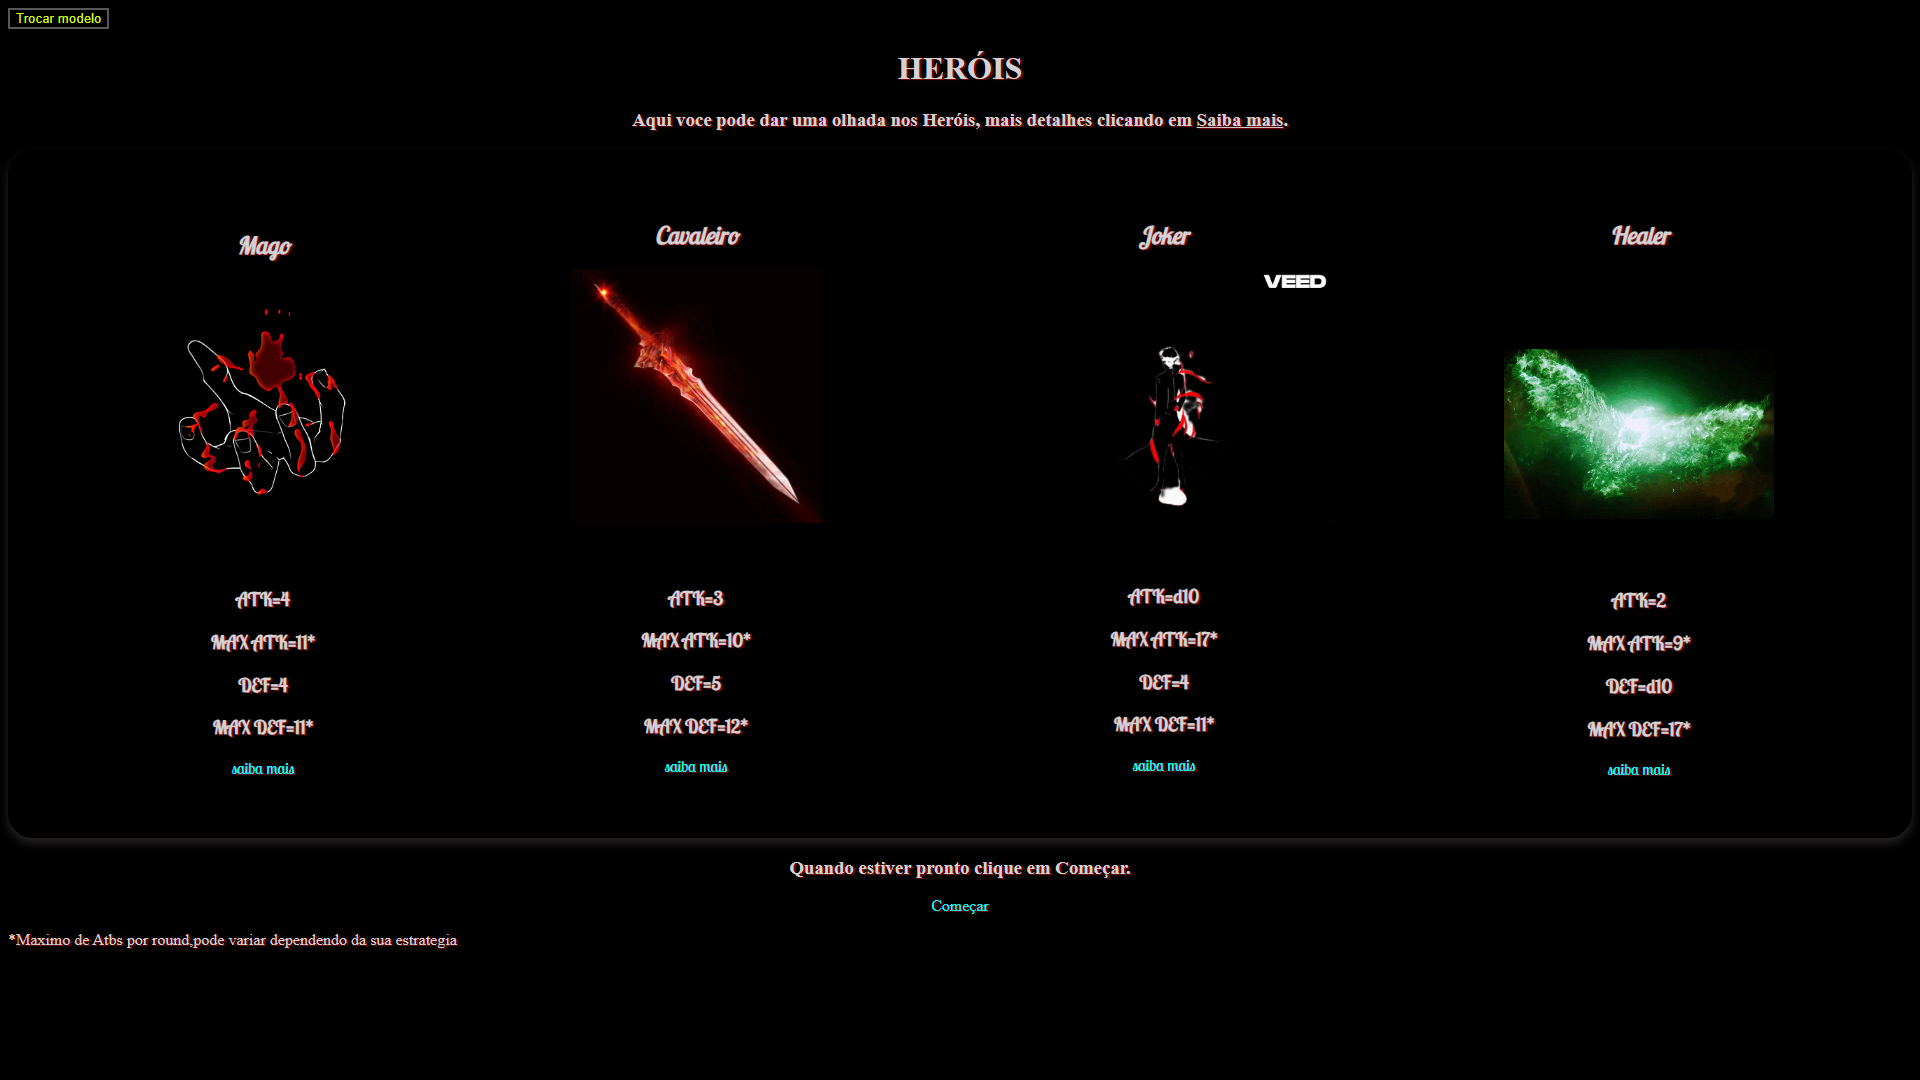 Trocar modelo
HERÓIS
Aqui voce pode dar uma olhada nos Heróis, mais detalhes clicando em Saiba mais.
Mago
ATK=4
MAX ATK=11*
DEF=4
MAX DEF=11*
saiba mais
Cavaleiro
ATK=3
MAX ATK=10*
DEF=5
MAX DEF=12*
saiba mais
Joker
VEED
ATK=d10
MAX ATK=17*
DEF=4
MAX DEF=11*
saiba mais
Healer
ATK=2
MAX ATK=9*
DEF=d10
MAX DEF=17*
saiba mais
Quando estiver pronto clique em Começar.
Começar
*Maximo de Atbs por round,pode variar dependendo da sua estrategia